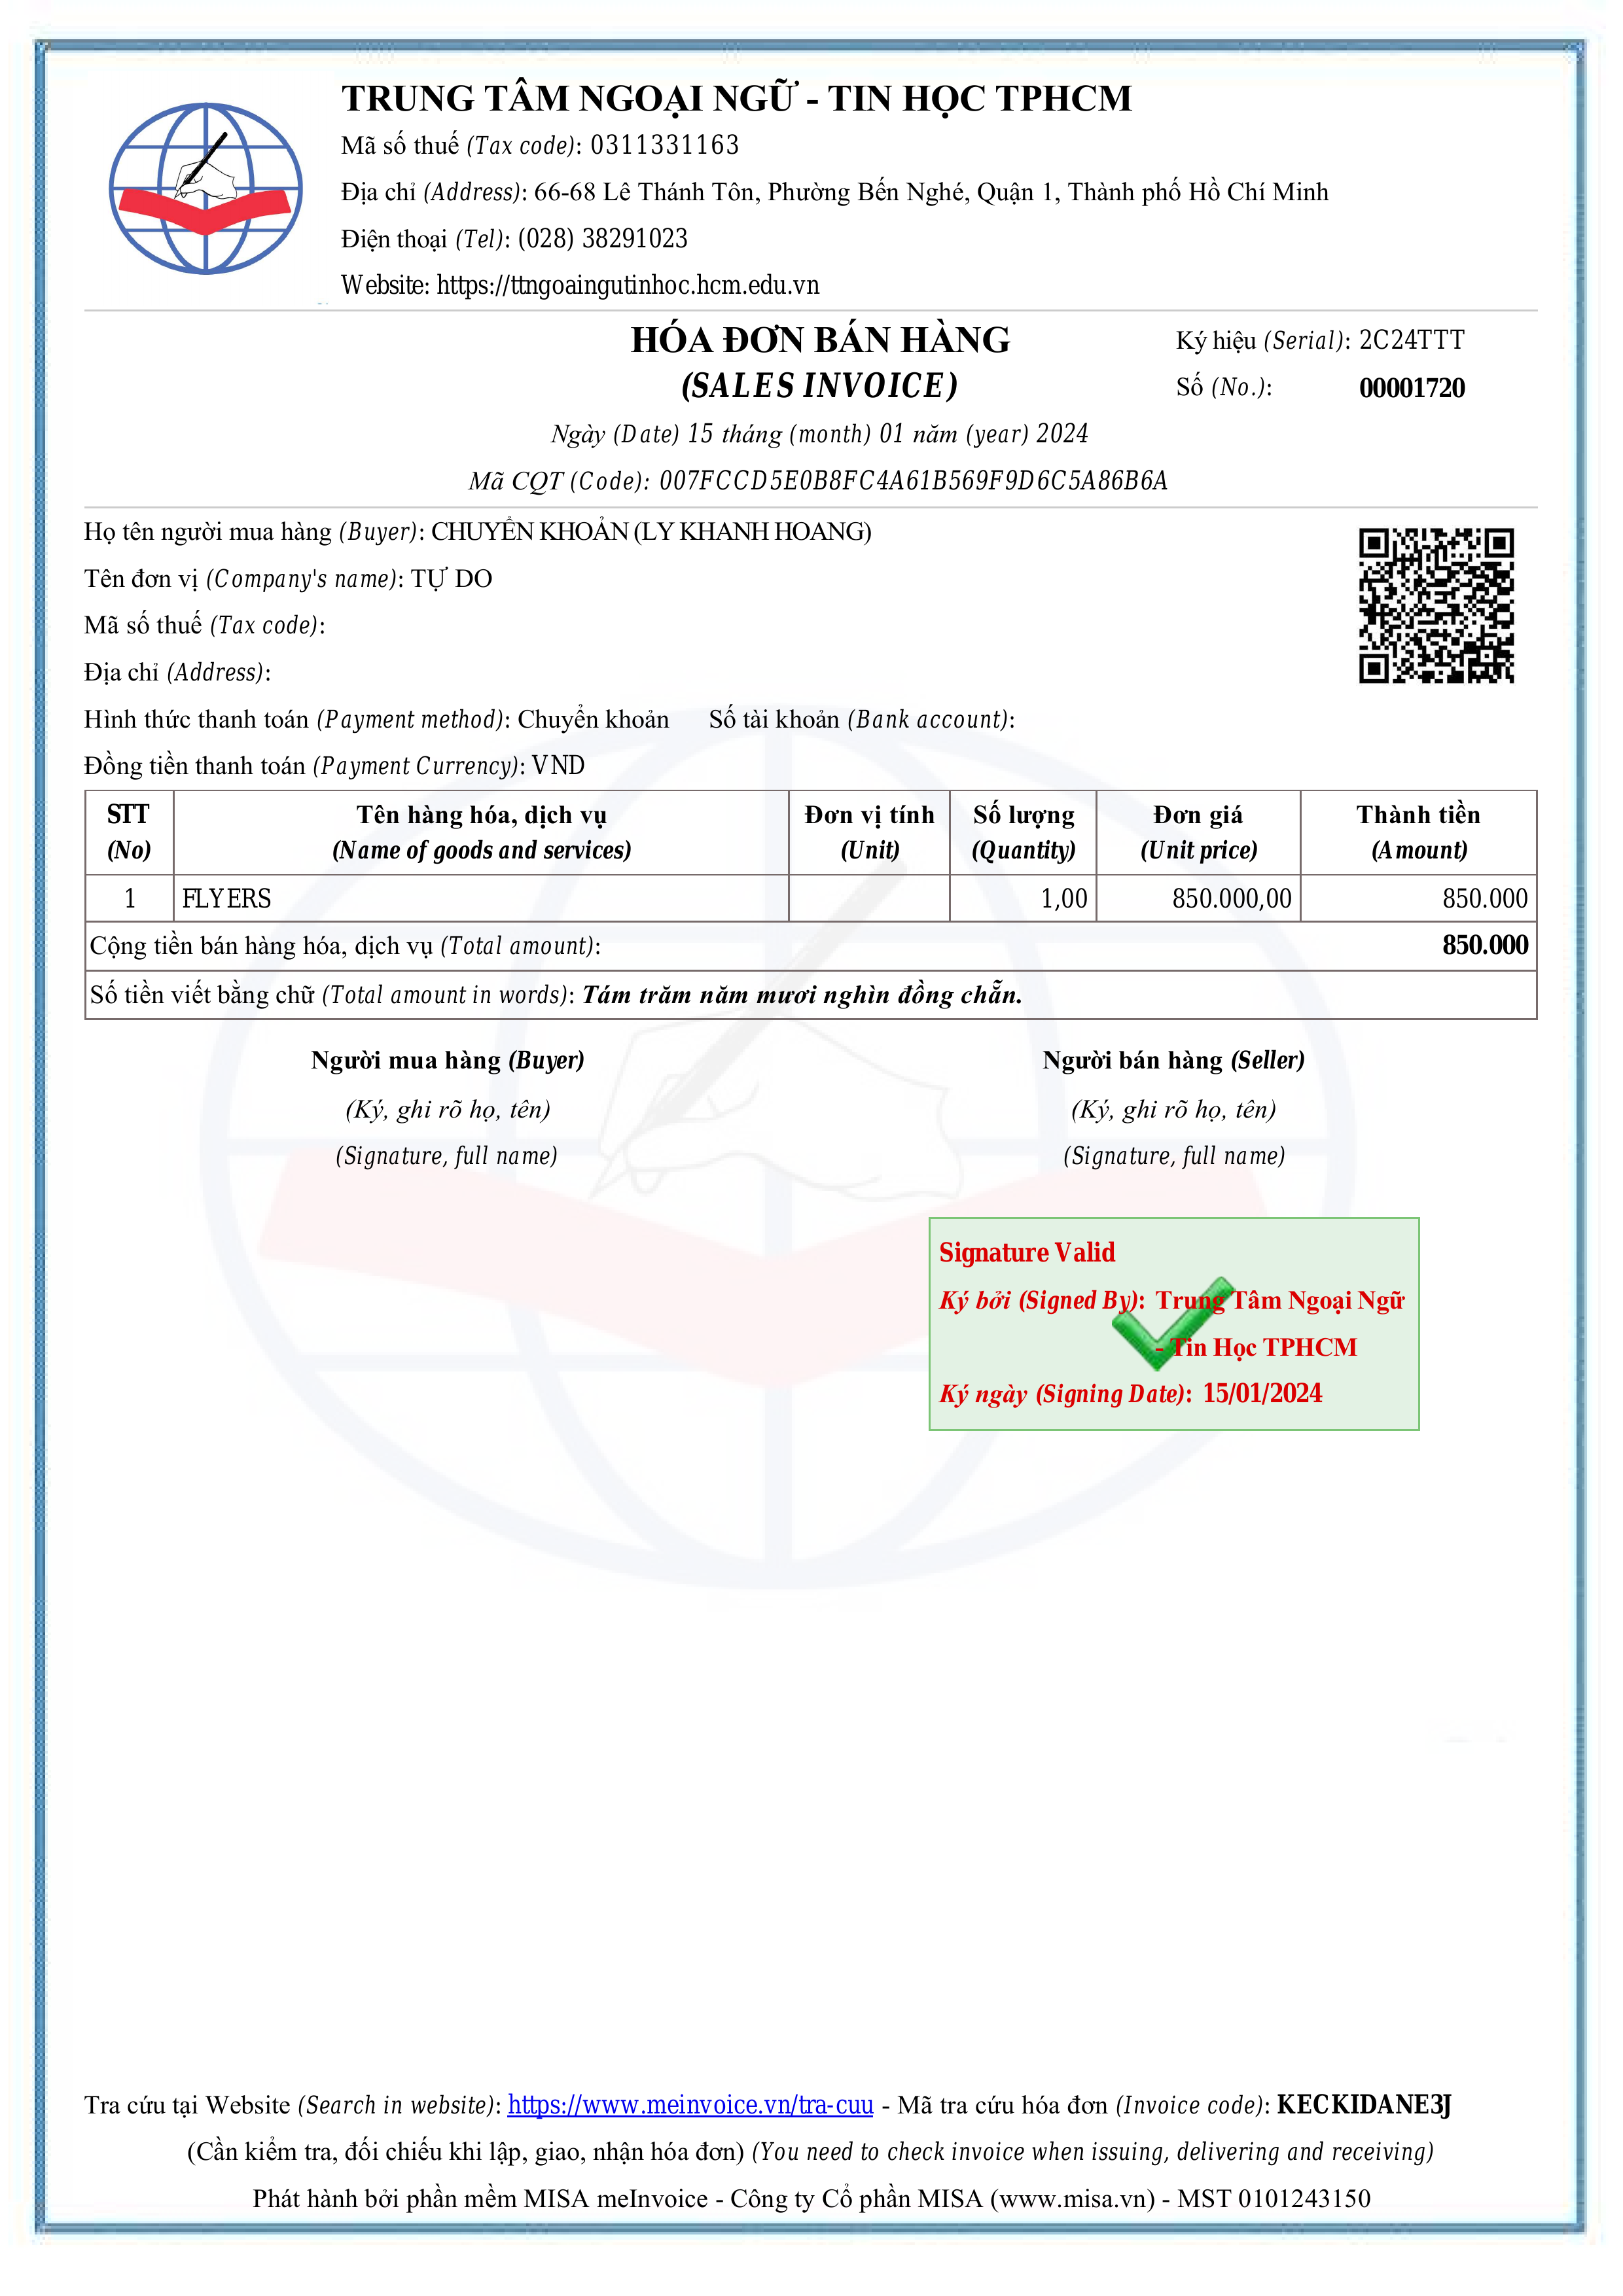 TRUNG TÂM NGOẠI NGỮ - TIN HỌC TPHCM
Mã số thuế (Tax code): 0311331163
Địa chỉ (Address): 66-68 Lê Thánh Tôn, Phường Bến Nghé, Quận 1, Thành phố Hồ Chí Minh
Điện thoại (Tel): (028) 38291023
Website: https://ttngoaingutinhoc.hcm.edu.vn
HÓA ĐƠN BÁN HÀNG
(SALES INVOICE)
Ký hiệu (Serial): 2C24TTT
Số (No.): 00001720
Ngày (Date) 15 tháng (month) 01 năm (year) 2024
Mã CQT (Code): 007FCCD5E0B8FC4A61B569F9D6C5A86B6A
Họ tên người mua hàng (Buyer): CHUYỂN KHOẢN (LY KHANH HOANG)
Tên đơn vị (Company's name): TỰ DO
Mã số thuế (Tax code):
Địa chỉ (Address):
Hình thức thanh toán (Payment method): Chuyển khoản Số tài khoản (Bank account):
Đồng tiền thanh toán (Payment Currency): VND
STT Tên hàng hóa, dịch vụ Đơn vị tính Số lượng Đơn giá Thành tiền
(No) (Name of goods and services) (Unit) (Quantity) (Unit price) (Amount)
1 FLYERS 1,00 850.000,00 850.000
Cộng tiền bán hàng hóa, dịch vụ (Total amount): 850.000
Số tiền viết bằng chữ (Total amount in words): Tám trăm năm mươi nghìn đồng chẵn.
Người mua hàng (Buyer) Người bán hàng (Seller)
(Ký, ghi rõ họ, tên) (Ký, ghi rõ họ, tên)
(Signature, full name) (Signature, full name)
Signature Valid
Ký bởi (Signed By): Trung Tâm Ngoại Ngữ
- Tin Học TPHCM
Ký ngày (Signing Date): 15/01/2024
Tra cứu tại Website (Search in website): https://www.meinvoice.vn/tra-cuu - Mã tra cứu hóa đơn (Invoice code): KECKIDANE3J
(Cần kiểm tra, đối chiếu khi lập, giao, nhận hóa đơn) (You need to check invoice when issuing, delivering and receiving)
Phát hành bởi phần mềm MISA meInvoice - Công ty Cổ phần MISA (www.misa.vn) - MST 0101243150